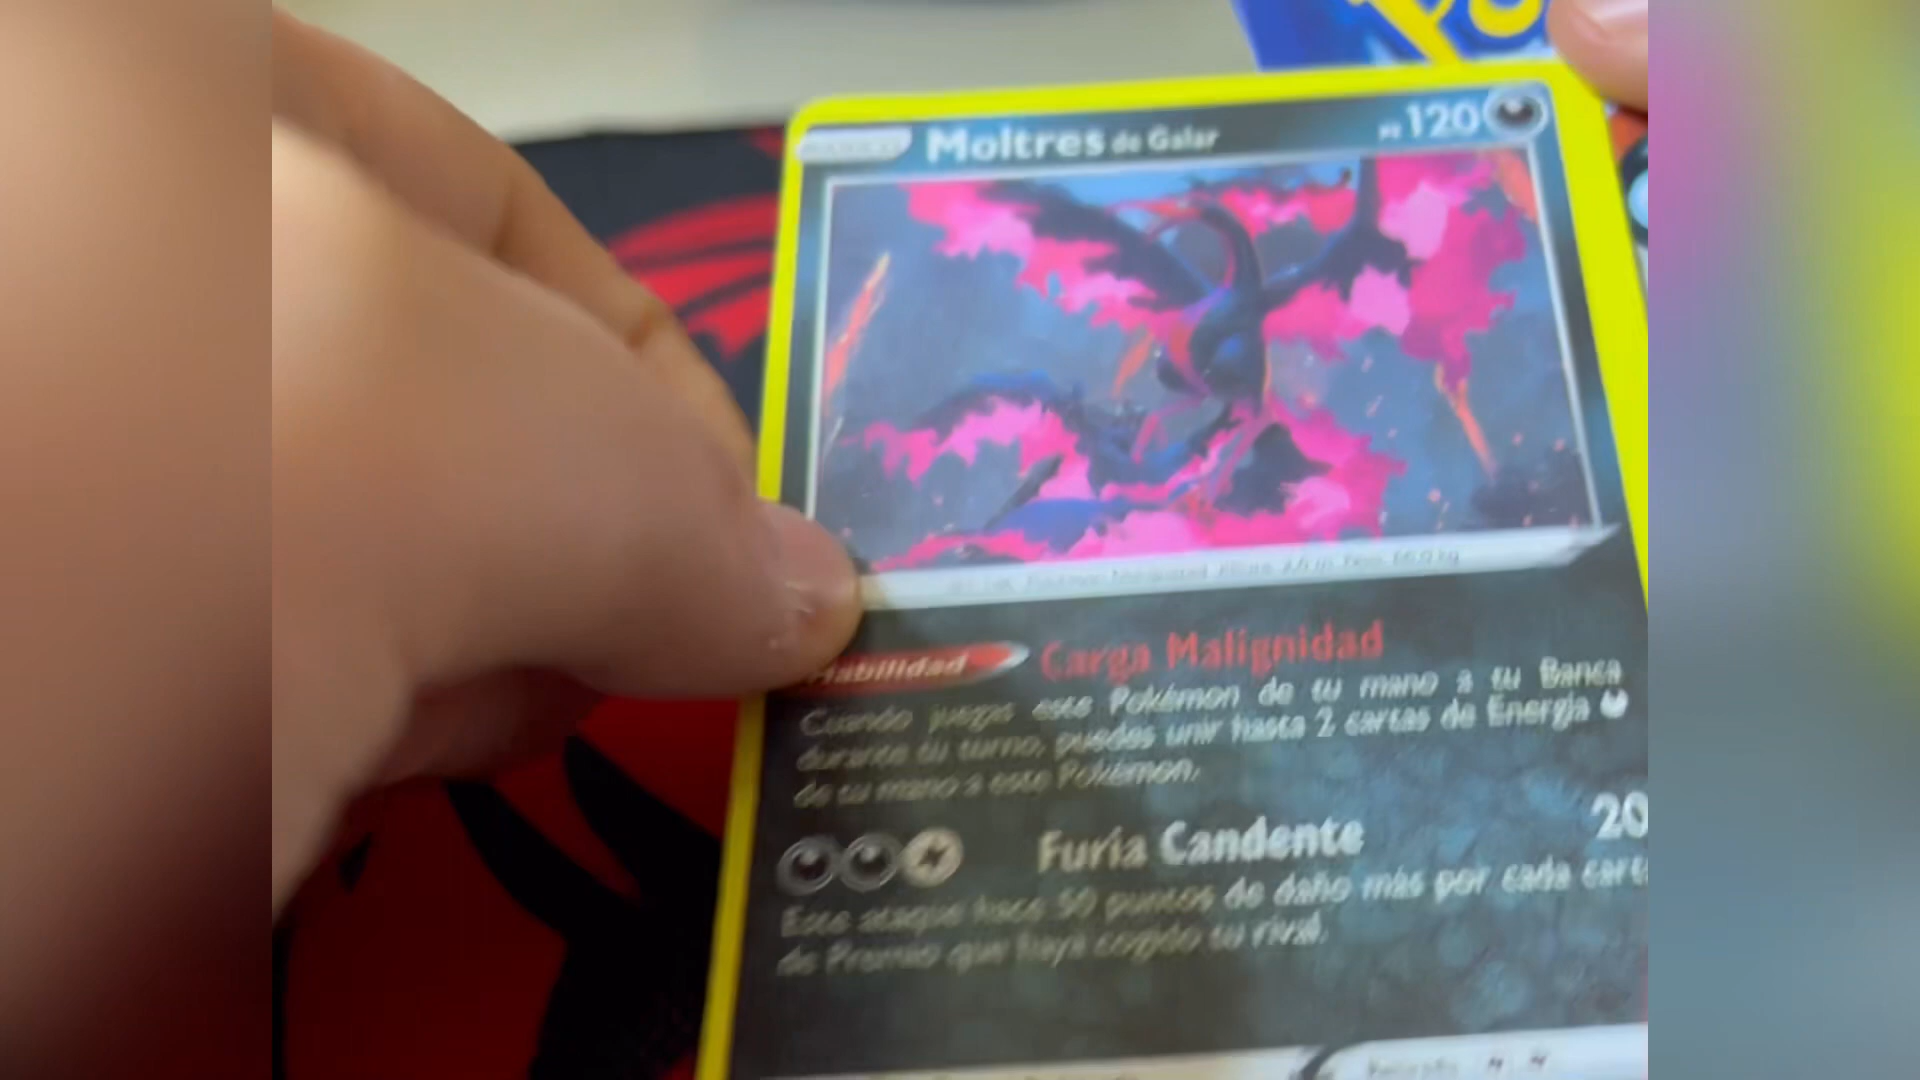 Moltres de Galar PS 120
Habilidad Carga Malignidad
Cuando juegas este Pokémon de tu mano a tu Banca
durante tu turno, puedes unir hasta 2 cartas de Energía
de tu mano a este Pokémon.
Furia Candente 20
Este ataque hace 50 puntos de daño más por cada carta
de Premio que haya cogido tu rival.